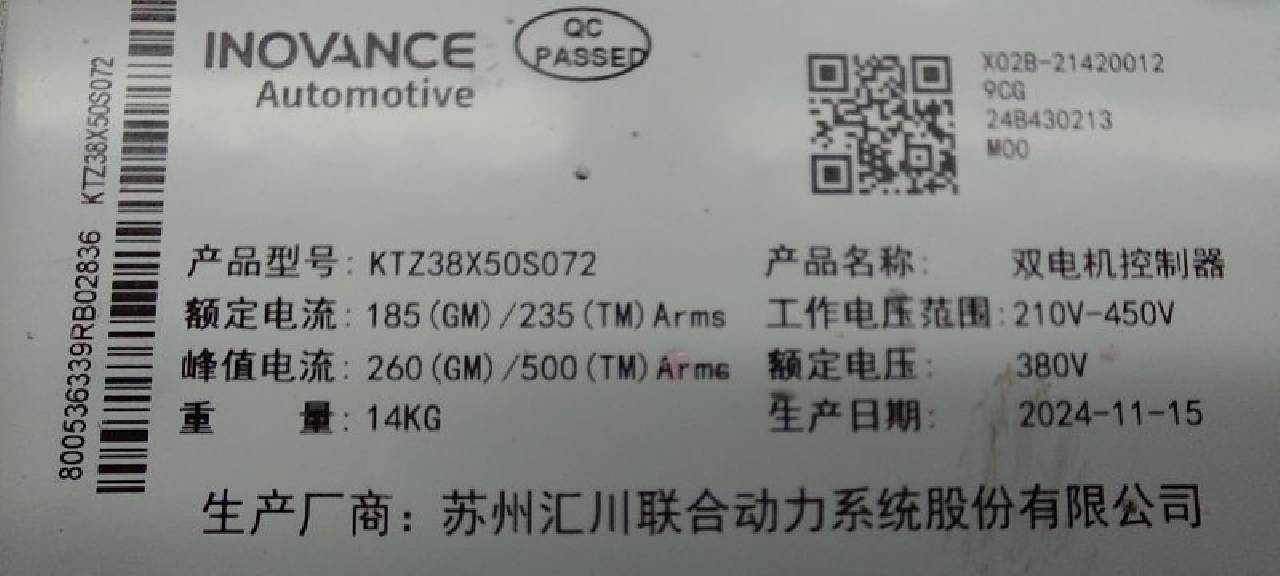 INOVANCE
Automotive
QC
PASSED
X02B-21420012
9CG
24B430213
M00
800536339RB02836 KTZ38X50S072
产品型号: KTZ38X50S072 产品名称: 双电机控制器
额定电流: 185(GM)/235(TM)Arms 工作电压范围:210V-450V
峰值电流: 260(GM)/500(TM)Arms 额定电压: 380V
重 量: 14KG 生产日期: 2024-11-15
生产厂商: 苏州汇川联合动力系统股份有限公司